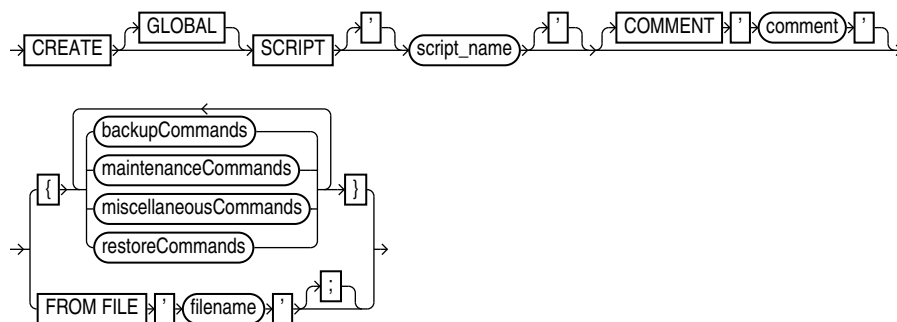 CREATE GLOBAL SCRIPT ' script_name ' COMMENT ' comment '
{ backupCommands }
maintenanceCommands
miscellaneousCommands
restoreCommands
FROM FILE ' filename ' ;